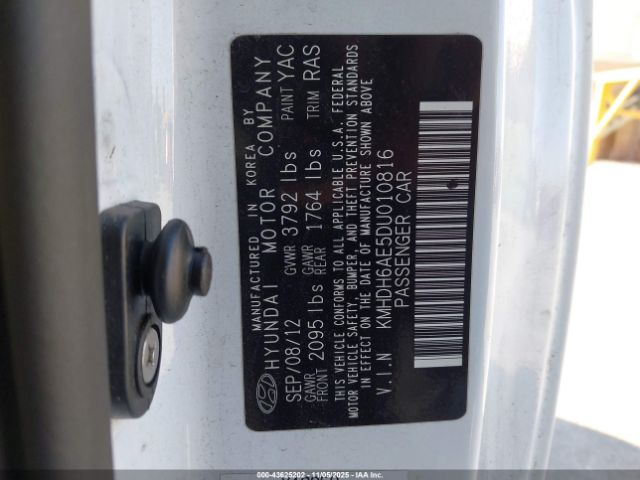 MANUFACTURED IN KOREA BY
HYUNDAI MOTOR COMPANY
SEP/08/12 GVWR 3792 lbs PAINT YAC
GAWR FRONT 2095 lbs GAWR REAR 1764 lbs TRIM RAS
THIS VEHICLE CONFORMS TO ALL APPLICABLE U.S.A. FEDERAL
MOTOR VEHICLE SAFETY, BUMPER, AND THEFT PREVENTION STANDARDS
IN EFFECT ON THE DATE OF MANUFACTURE SHOWN ABOVE
V.I.N KMHDH6AE5DU010816
PASSENGER CAR
000-43625202 - 11/05/2025 - IAAI.COM